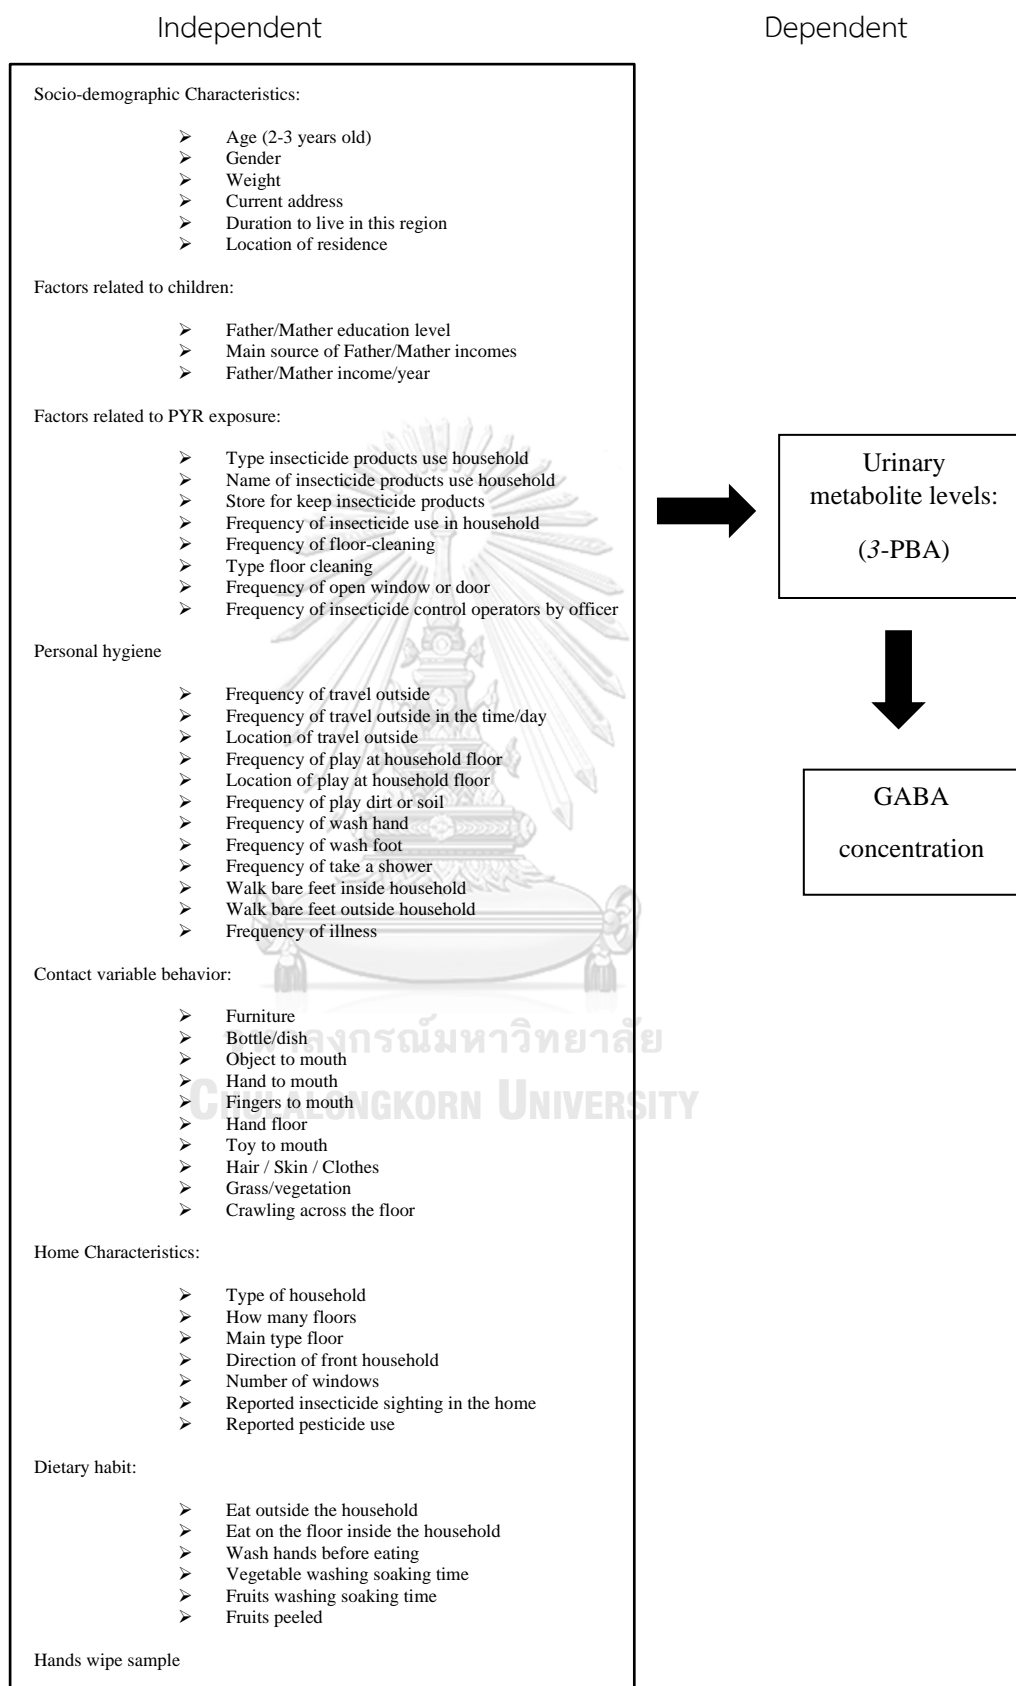 Independent
Dependent
Socio-demographic Characteristics:
➢ Age (2-3 years old)
➢ Gender
➢ Weight
➢ Current address
➢ Duration to live in this region
➢ Location of residence
Factors related to children:
➢ Father/Mather education level
➢ Main source of Father/Mather incomes
➢ Father/Mather income/year
Factors related to PYR exposure:
➢ Type insecticide products use household
➢ Name of insecticide products use household
➢ Store for keep insecticide products
➢ Frequency of insecticide use in household
➢ Frequency of floor-cleaning
➢ Type floor cleaning
➢ Frequency of open window or door
➢ Frequency of insecticide control operators by officer
Personal hygiene
➢ Frequency of travel outside
➢ Frequency of travel outside in the time/day
➢ Location of travel outside
➢ Frequency of play at household floor
➢ Location of play at household floor
➢ Frequency of play dirt or soil
➢ Frequency of wash hand
➢ Frequency of wash foot
➢ Frequency of take a shower
➢ Walk bare feet inside household
➢ Walk bare feet outside household
➢ Frequency of illness
Contact variable behavior:
➢ Furniture
➢ Bottle/dish
➢ Object to mouth
➢ Hand to mouth
➢ Fingers to mouth
➢ Hand floor
➢ Toy to mouth
➢ Hair / Skin / Clothes
➢ Grass/vegetation
➢ Crawling across the floor
Home Characteristics:
➢ Type of household
➢ How many floors
➢ Main type floor
➢ Direction of front household
➢ Number of windows
➢ Reported insecticide sighting in the home
➢ Reported pesticide use
Dietary habit:
➢ Eat outside the household
➢ Eat on the floor inside the household
➢ Wash hands before eating
➢ Vegetable washing soaking time
➢ Fruits washing soaking time
➢ Fruits peeled
Hands wipe sample
Urinary
metabolite levels:
(3-PBA)
GABA
concentration
จุฬาลงกรณ์มหาวิทยาลัย
CHULALONGKORN UNIVERSITY